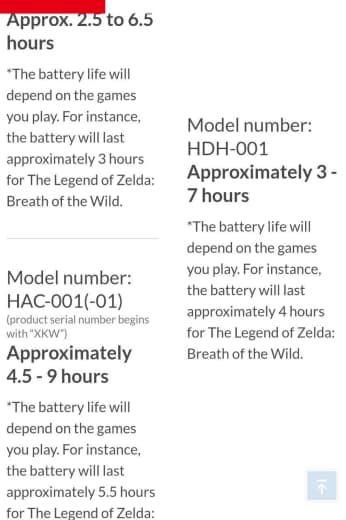 Approx. 2.5 to 6.5
hours
*The battery life will
depend on the games
you play. For instance,
the battery will last
approximately 3 hours
for The Legend of Zelda:
Breath of the Wild.
Model number:
HAC-001(-01)
(product serial number begins
with "XKW")
Approximately
4.5 - 9 hours
*The battery life will
depend on the games
you play. For instance,
the battery will last
approximately 5.5 hours
for The Legend of Zelda:
Model number:
HDH-001
Approximately 3 -
7 hours
*The battery life will
depend on the games
you play. For instance,
the battery will last
approximately 4 hours
for The Legend of Zelda:
Breath of the Wild.